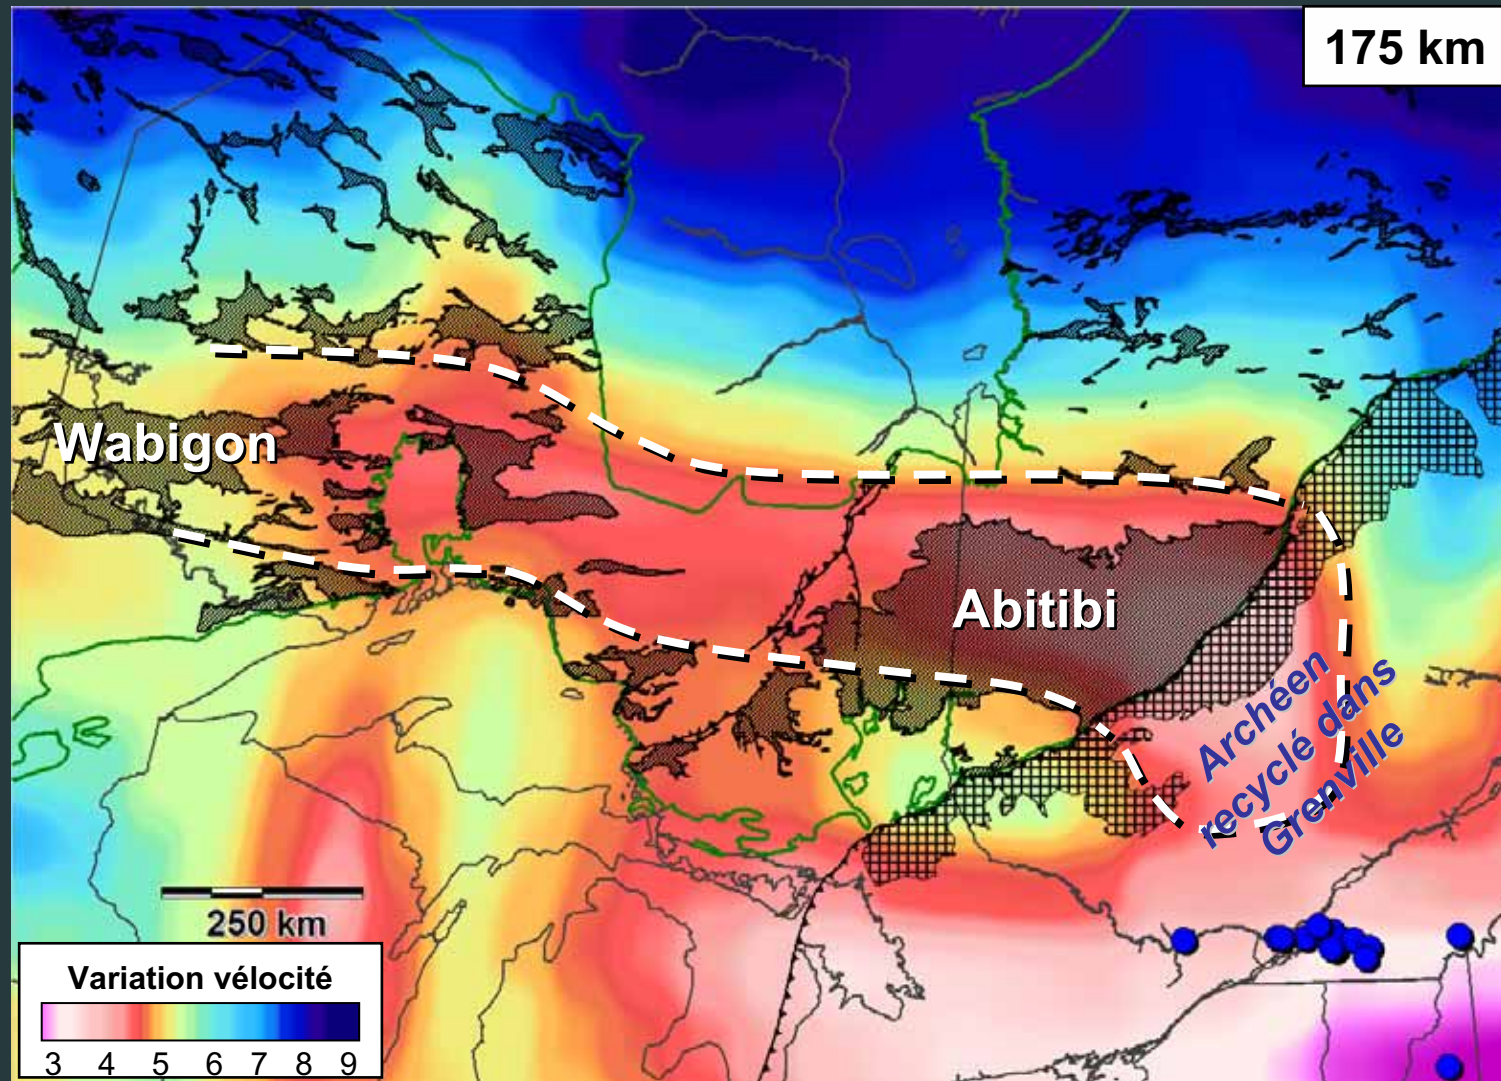 175 km
Wabigon
Abitibi
Archéen
recyclé dans
Grenville
250 km
Variation vélocité
3 4 5 6 7 8 9